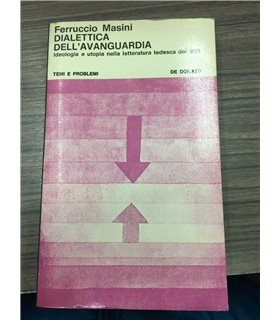 Ferruccio Masini
DIALETTICA
DELL'AVANGUARDIA
Ideologia e utopia nella letteratura tedesca del 900
TEMI E PROBLEMI
DE DONATO